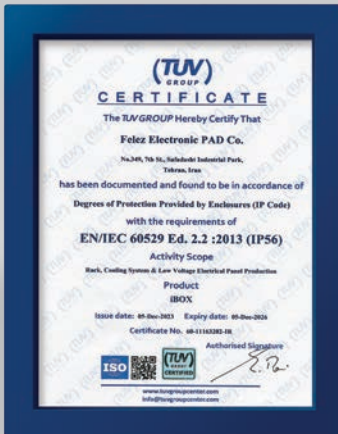 (TUV)
GROUP
CERTIFICATE
The TUV GROUP Hereby Certify That
Felez Electronic PAD Co.
No.349, 7th St., Safadasht Industrial Park,
Tehran, Iran
has been documented and found to be in accordance of
Degrees of Protection Provided by Enclosures (IP Code)
with the requirements of
EN/IEC 60529 Ed. 2.2 :2013 (IP56)
Activity Scope
Rack, Cooling System & Low Voltage Electrical Panel Production
Product
iBOX
Issue date: 05-Dec-2023 Expiry date: 05-Dec-2026
Certificate No. 60-11163202-IR
Authorised Signature
ISO
(TUV)
GROUP
CERTIFIED
www.tuvgroupcenter.com
info@tuvgroupcenter.com